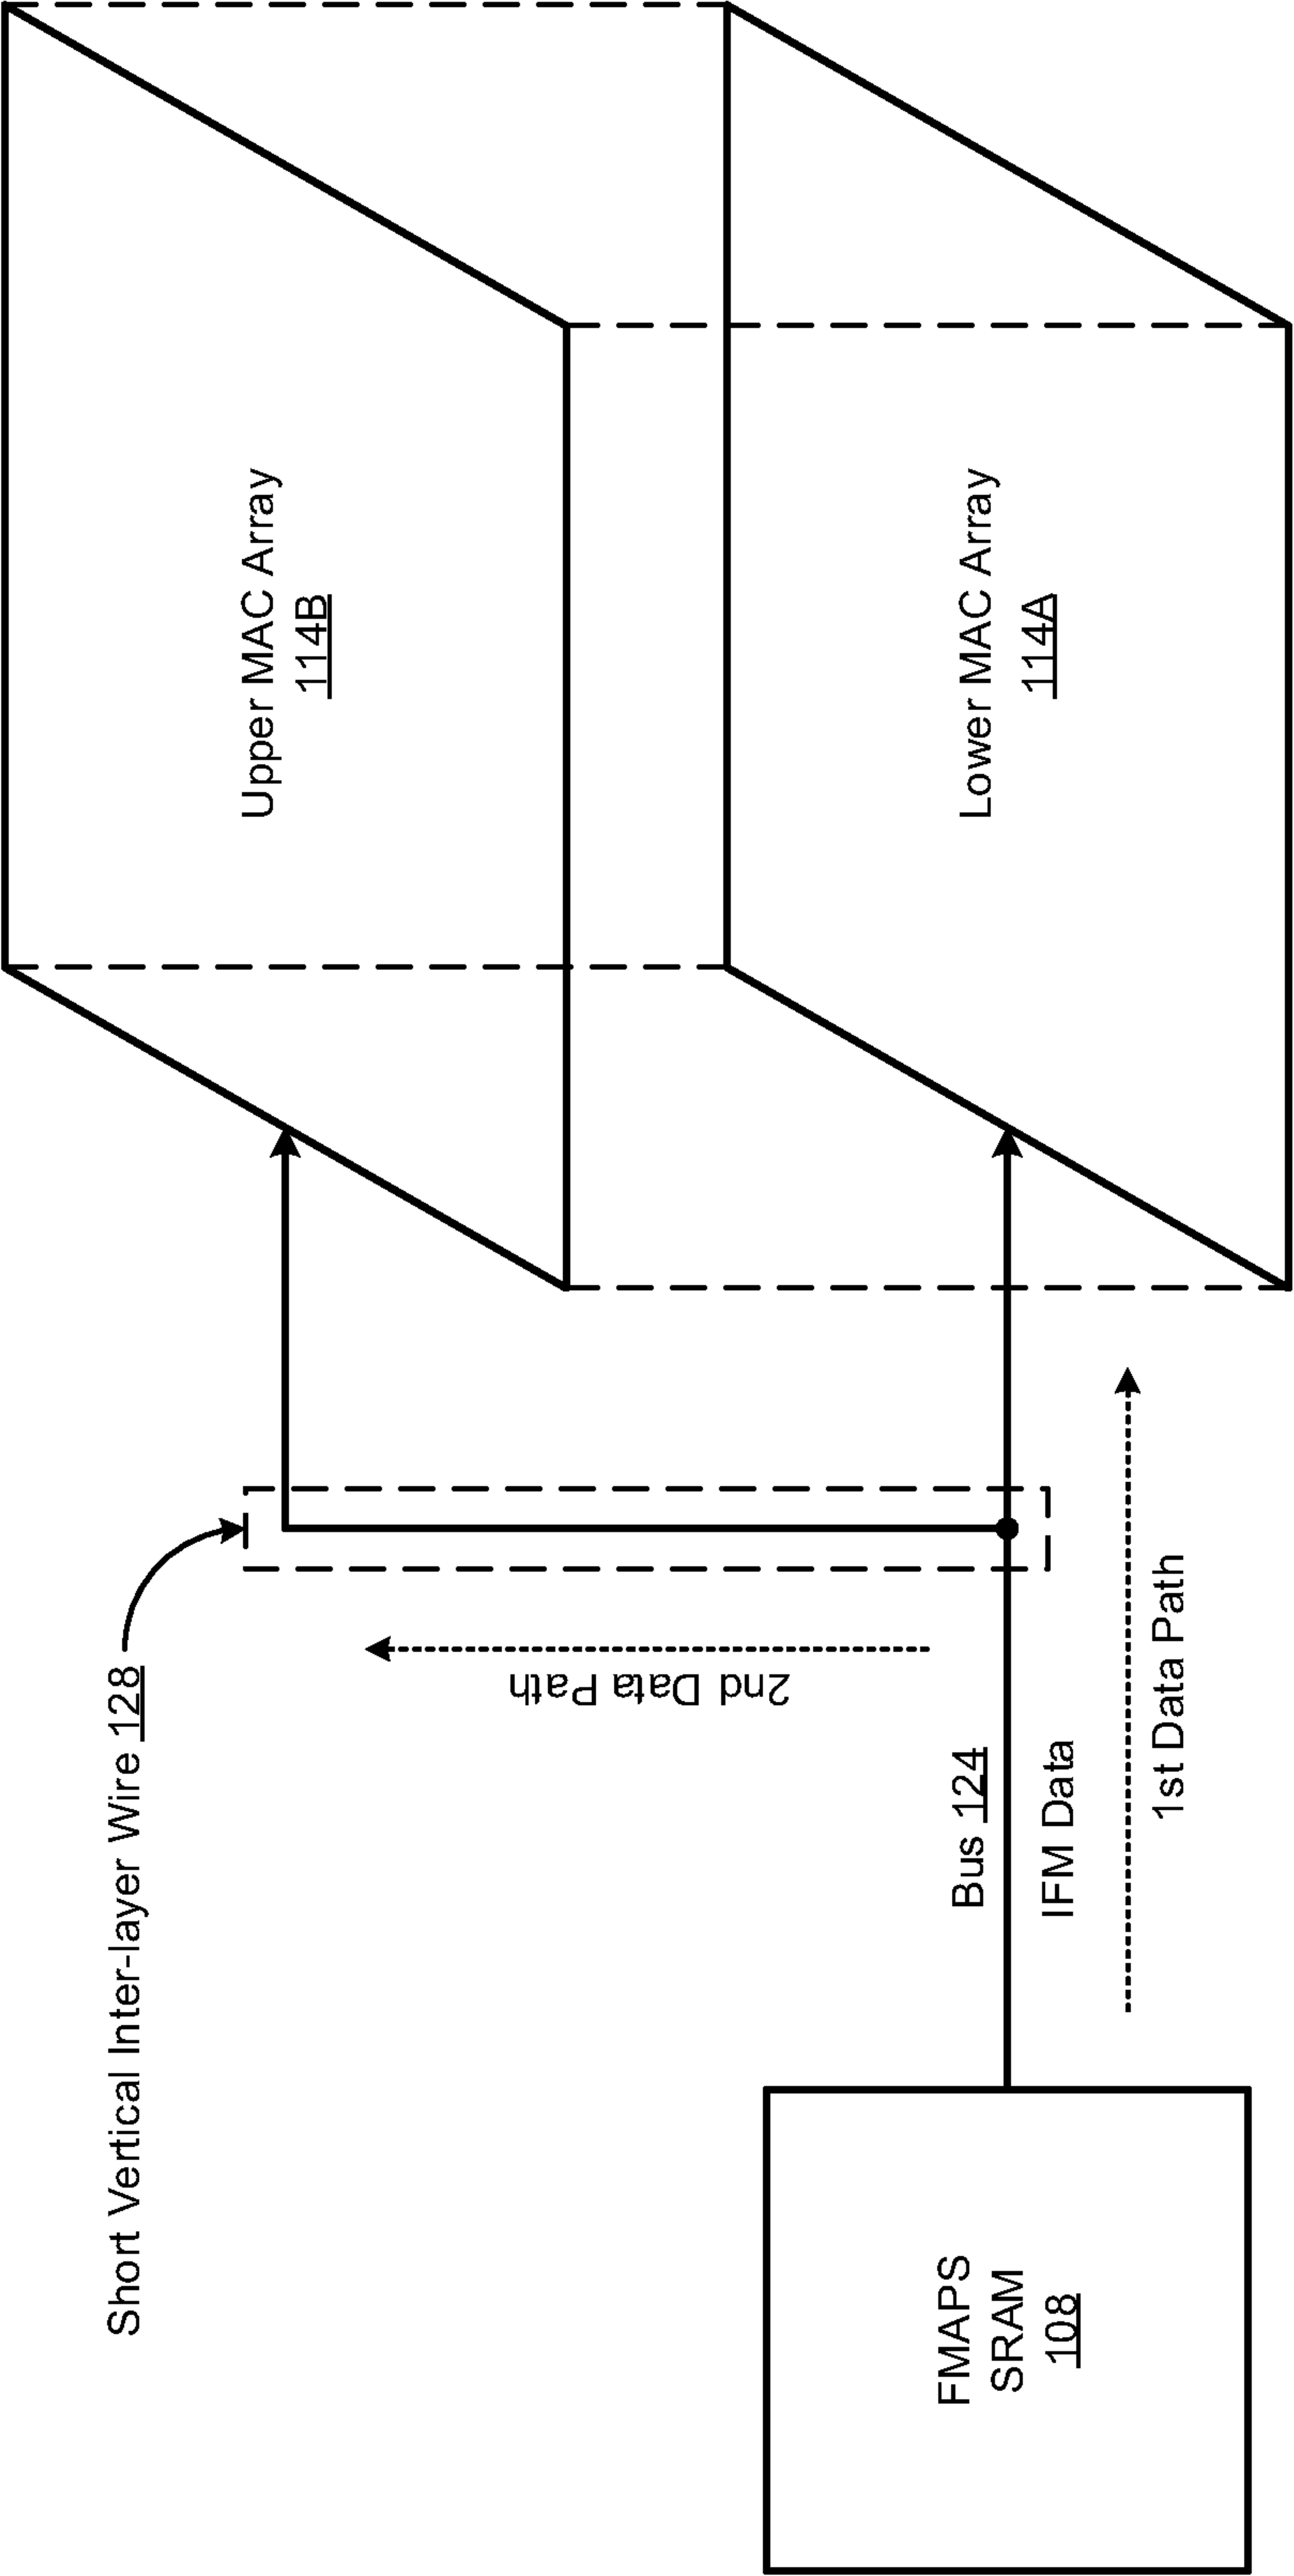 Short Vertical Inter-layer Wire 128
Upper MAC Array
114B
2nd Data Path
Bus 124
IFM Data
1st Data Path
FMAPS
SRAM
108
Lower MAC Array
114A